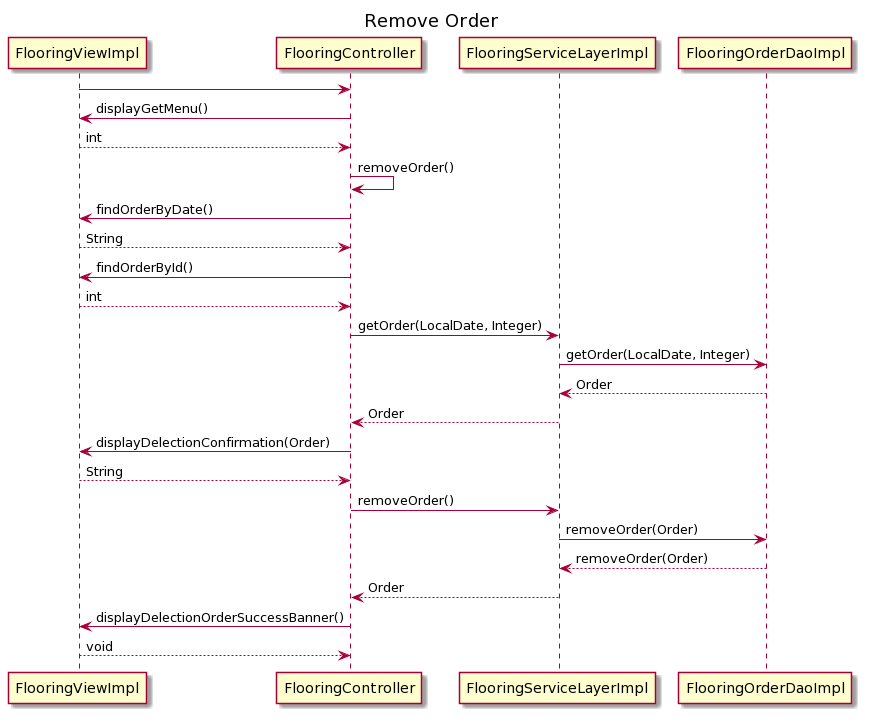 Remove Order
FlooringViewImpl
FlooringController
FlooringServiceLayerImpl
FlooringOrderDaoImpl
displayGetMenu()
int
removeOrder()
findOrderByDate()
String
findOrderById()
int
getOrder(LocalDate, Integer)
getOrder(LocalDate, Integer)
Order
Order
displayDelectionConfirmation(Order)
String
removeOrder()
removeOrder(Order)
removeOrder(Order)
Order
displayDelectionOrderSuccessBanner()
void
FlooringViewImpl
FlooringController
FlooringServiceLayerImpl
FlooringOrderDaoImpl